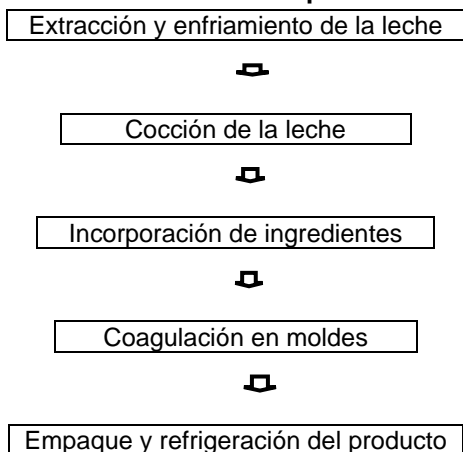 Extracción y enfriamiento de la leche
Cocción de la leche
Incorporación de ingredientes
Coagulación en moldes
Empaque y refrigeración del producto